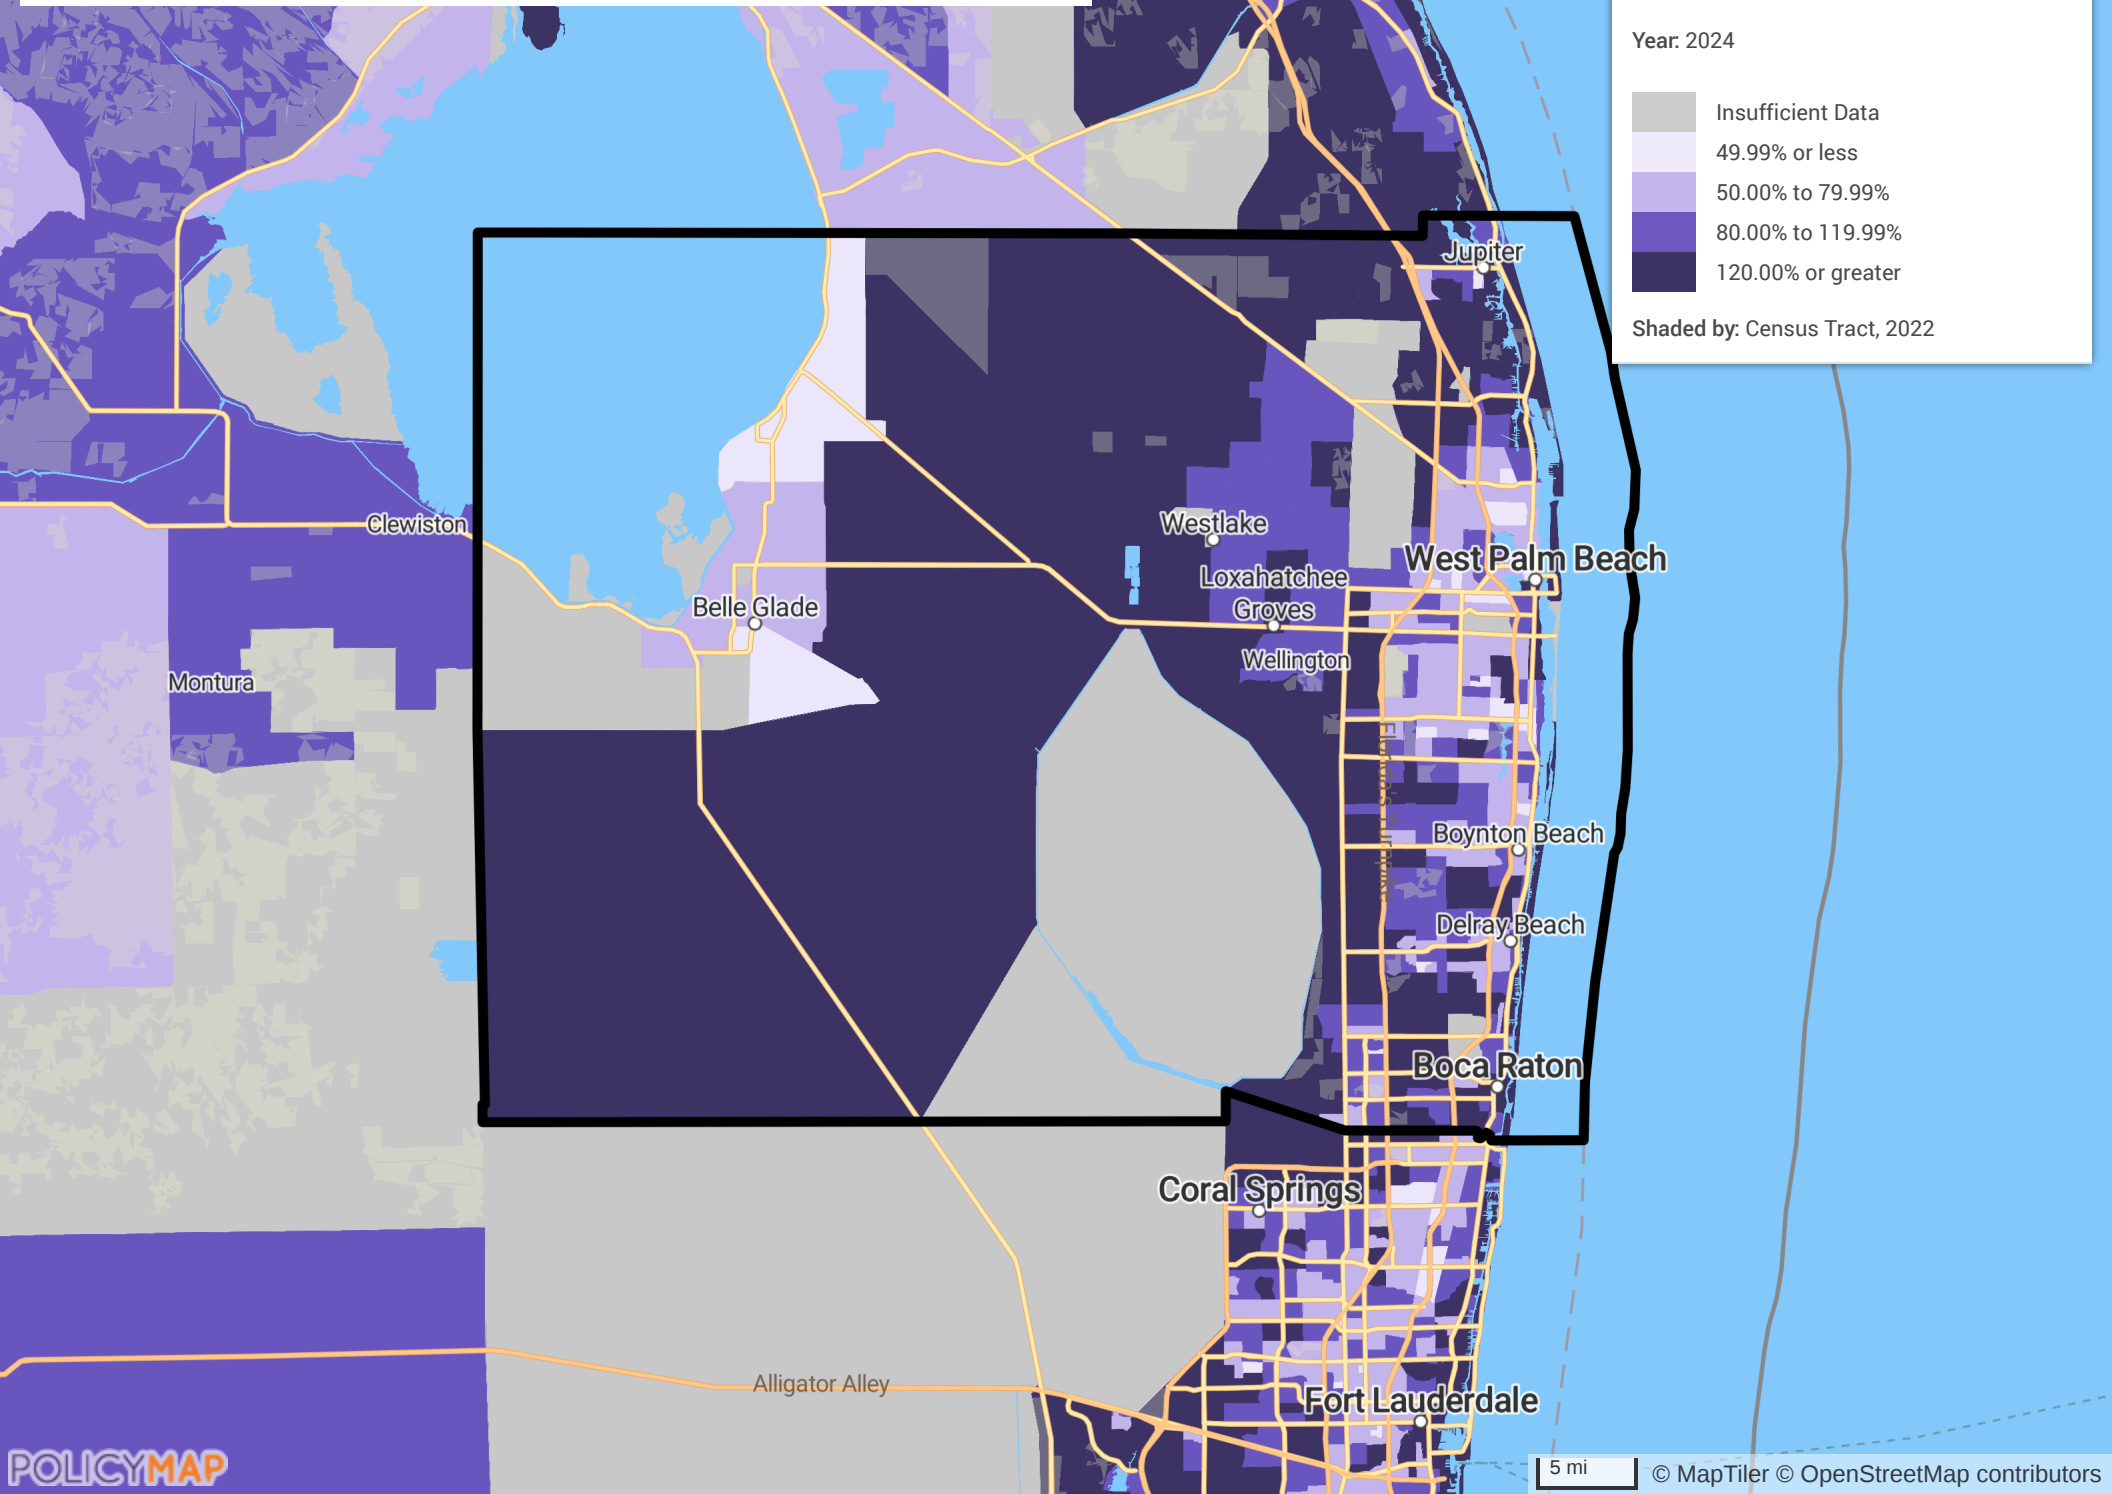 Year: 2024
Insufficient Data
49.99% or less
50.00% to 79.99%
80.00% to 119.99%
120.00% or greater
Shaded by: Census Tract, 2022
Jupiter
Clewiston
Westlake
West Palm Beach
Loxahatchee
Groves
Belle Glade
Wellington
Montura
Florida's Turnpike
Boynton Beach
Delray Beach
Boca Raton
Coral Springs
Alligator Alley
Fort Lauderdale
POLICYMAP
5 mi
© MapTiler © OpenStreetMap contributors